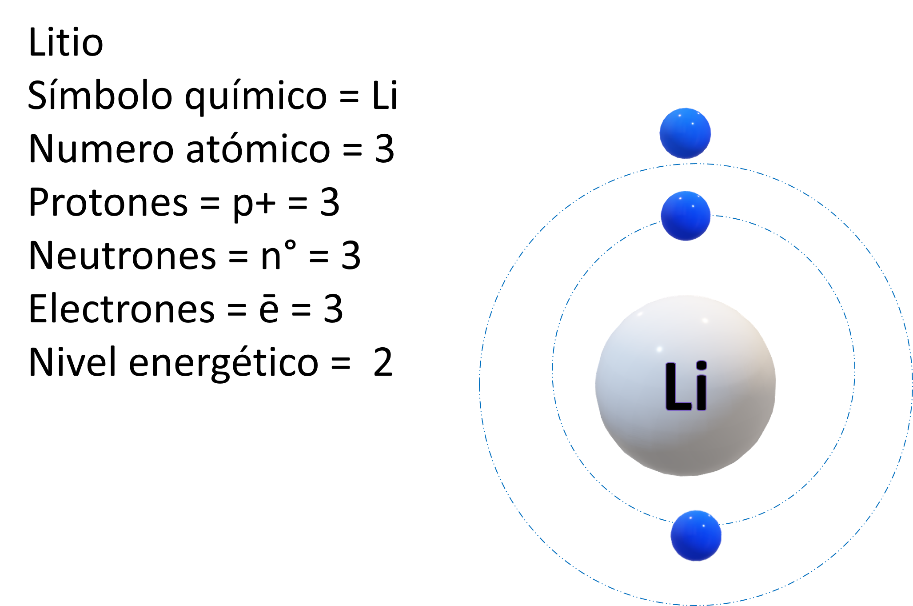 Litio
Símbolo químico = Li
Numero atómico = 3
Protones = p+ = 3
Neutrones = n° = 3
Electrones = ē = 3
Nivel energético =  2
Li